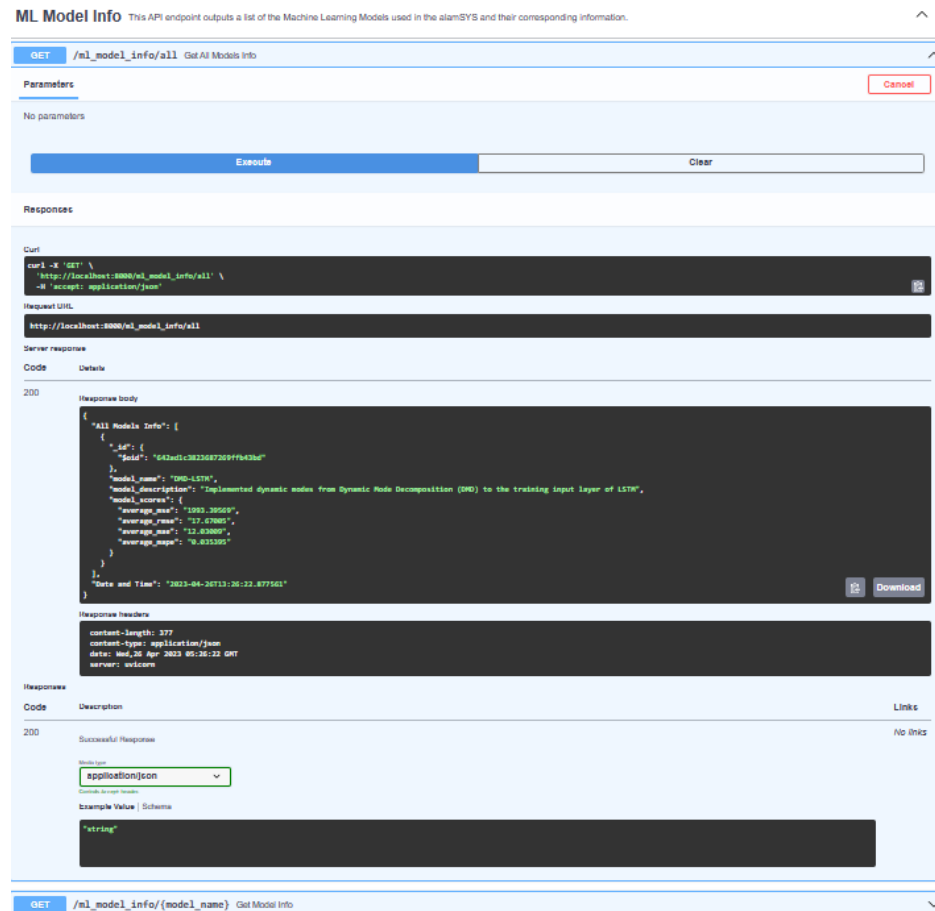 ML Model Info This API endpoint outputs a list of the Machine Learning Models used in the alamSYS and their corresponding information.
GET /ml_model_info/all Get All Models Info
Parameters
Cancel
No parameters
Execute
Clear
Responses
Curl
curl -X 'GET' \
'http://localhost:8000/ml_model_info/all' \
-H 'accept: application/json'
Request URL
http://localhost:8000/ml_model_info/all
Server response
Code Details
200
Response body
{
"All Models Info": [
{
"_id": {
"$oid":
},
"model_name": "DMD-LSTM",
"model_description": "Implemented dynamic modes from Dynamic Mode Decomposition (DMD) to the training input layer of LSTM",
"model_scores": {
"average_mse": "1993.39569",
"average_rmse": "17.67005",
"average_mae": "12.03009",
"average_mape": "0.035395"
}
}
],
"Date and Time": "2023-04-26T13:26:22.877561"
}
Download
Response headers
content-length: 377
content-type: application/json
date: Wed,26 Apr 2023 05:26:22 GMT
server: uvicorn
Responses
Code Description Links
200
Successful Response
No links
Media type
application/json
Controls Accept header.
Example Value | Schema
"string"
GET /ml_model_info/{model_name} Get Model Info